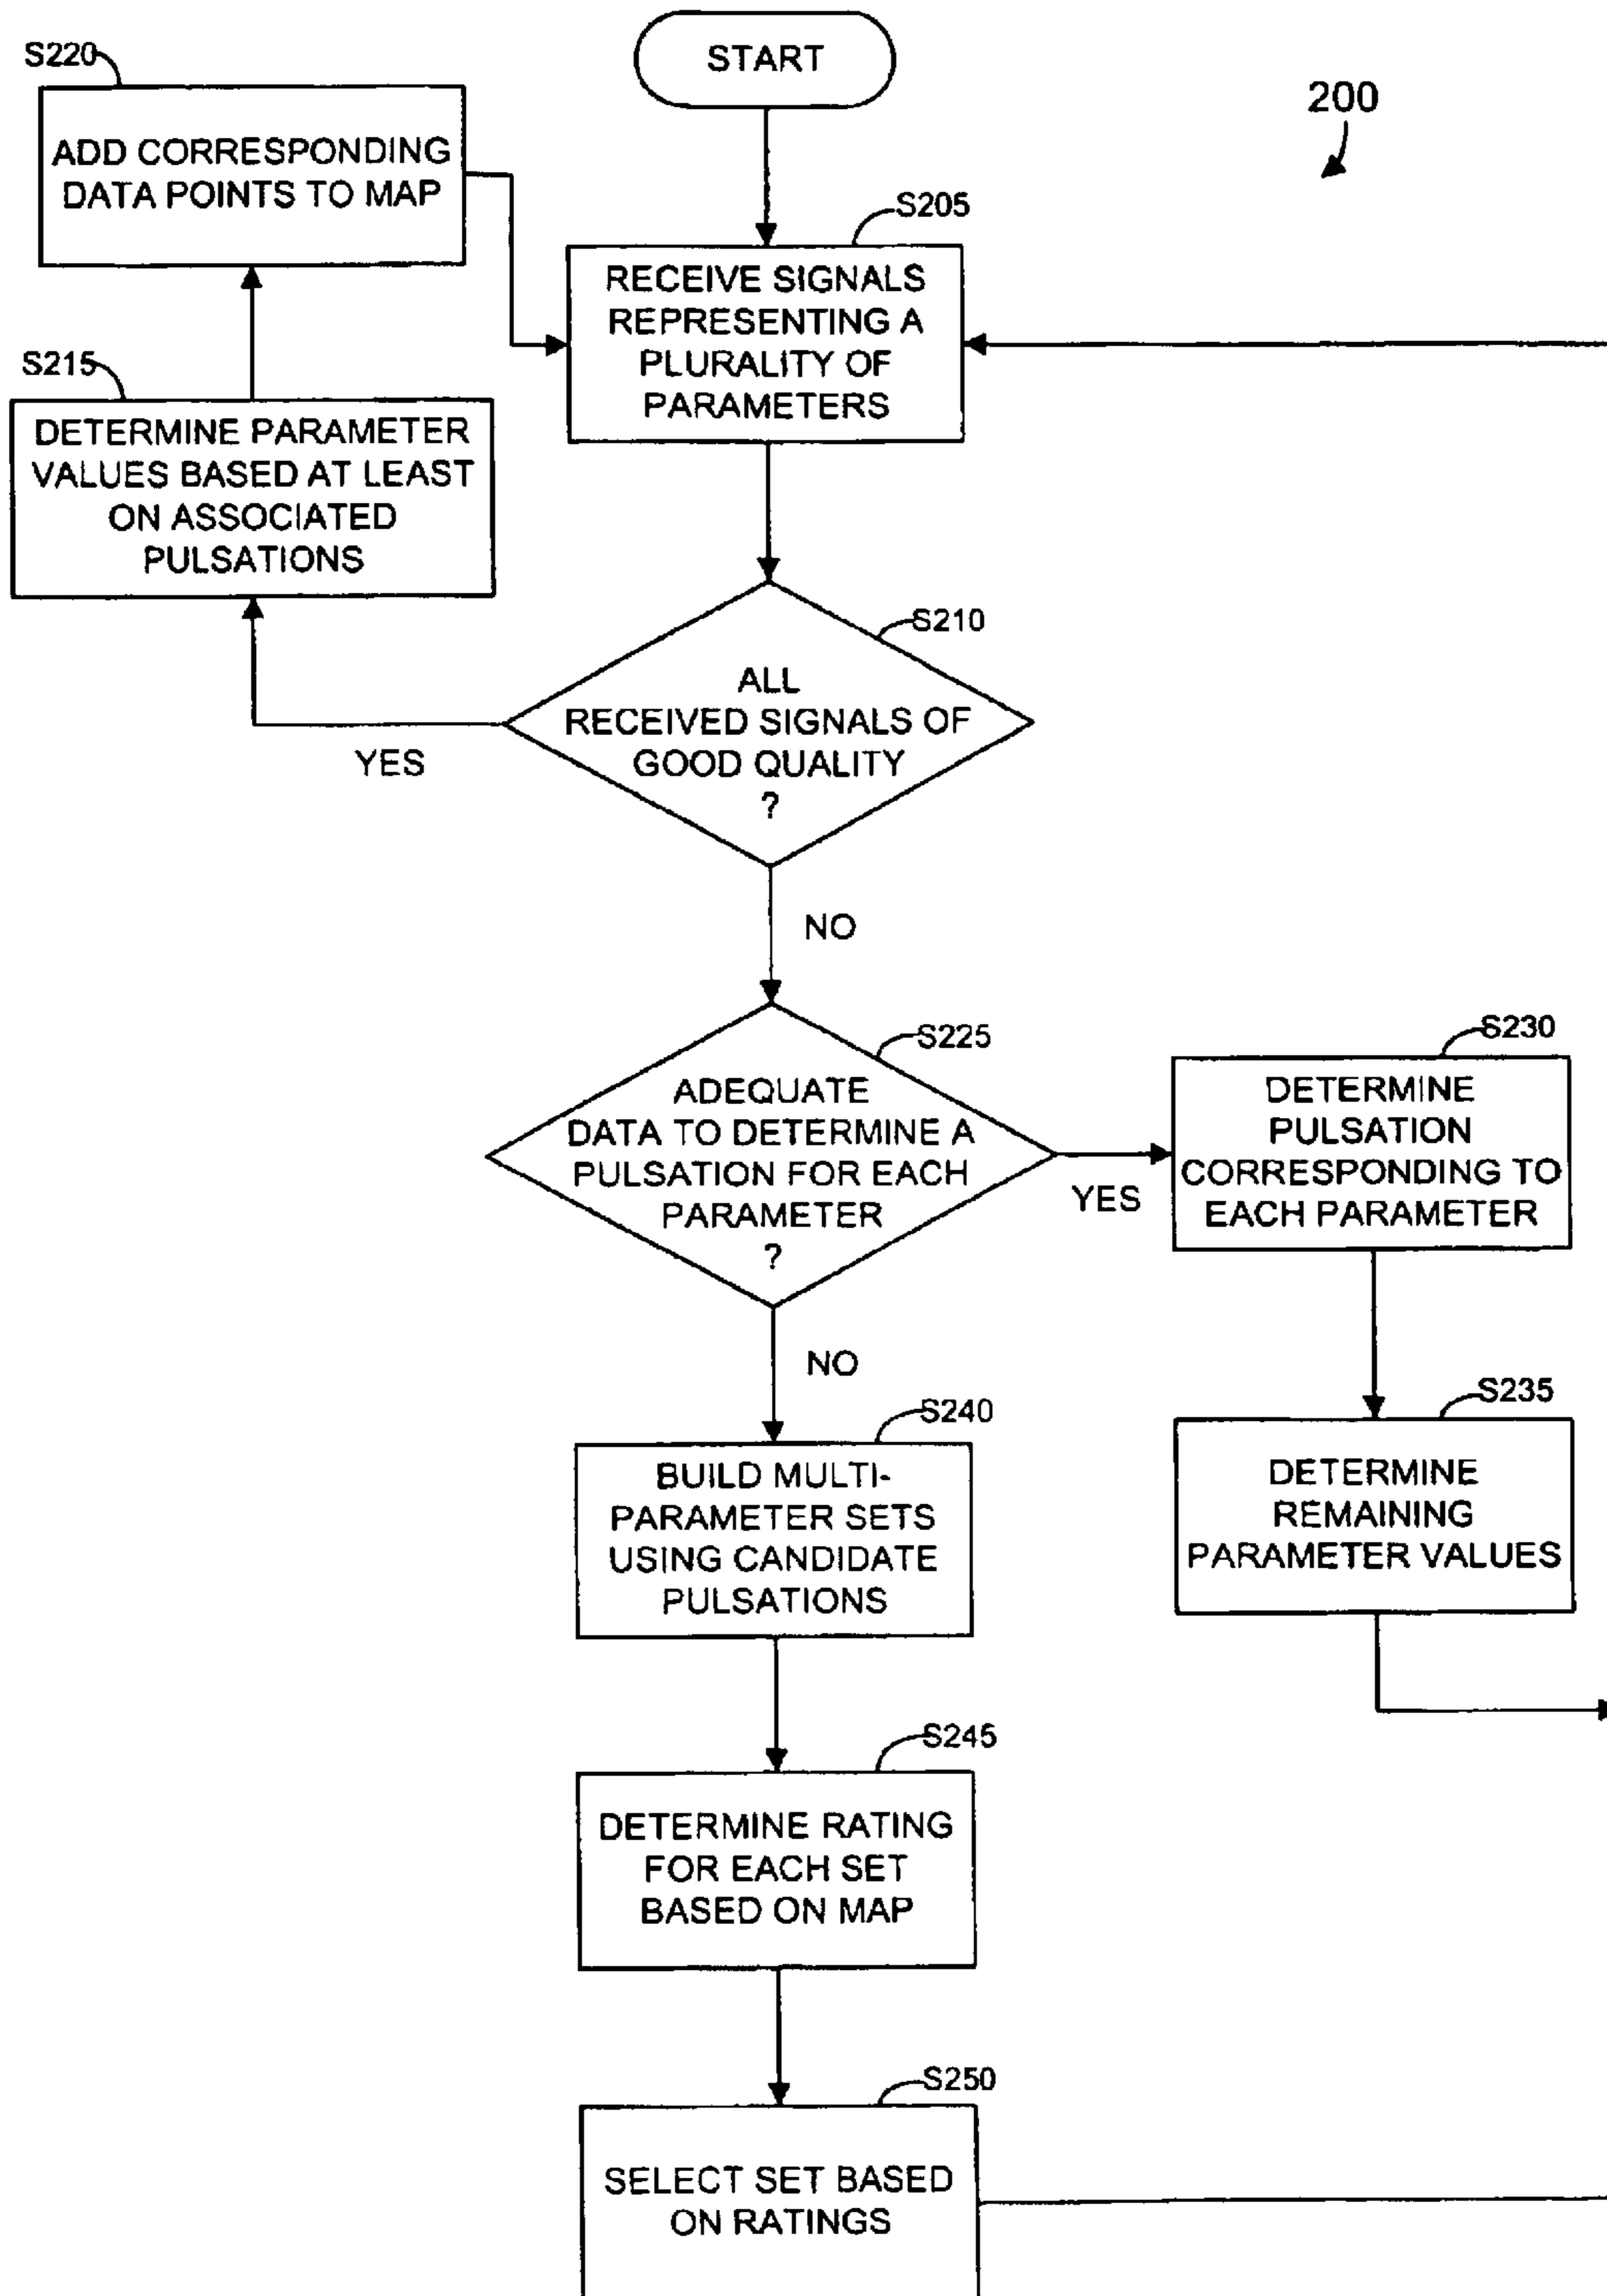 START
200
S220
ADD CORRESPONDING
DATA POINTS TO MAP
S205
RECEIVE SIGNALS
REPRESENTING A
PLURALITY OF
PARAMETERS
S215
DETERMINE PARAMETER
VALUES BASED AT LEAST
ON ASSOCIATED
PULSATIONS
S210
ALL
RECEIVED SIGNALS OF
GOOD QUALITY
?
YES
NO
S225
ADEQUATE
DATA TO DETERMINE A
PULSATION FOR EACH
PARAMETER
?
YES
S230
DETERMINE
PULSATION
CORRESPONDING TO
EACH PARAMETER
NO
S235
DETERMINE
REMAINING
PARAMETER VALUES
S240
BUILD MULTI-
PARAMETER SETS
USING CANDIDATE
PULSATIONS
S245
DETERMINE RATING
FOR EACH SET
BASED ON MAP
S250
SELECT SET BASED
ON RATINGS